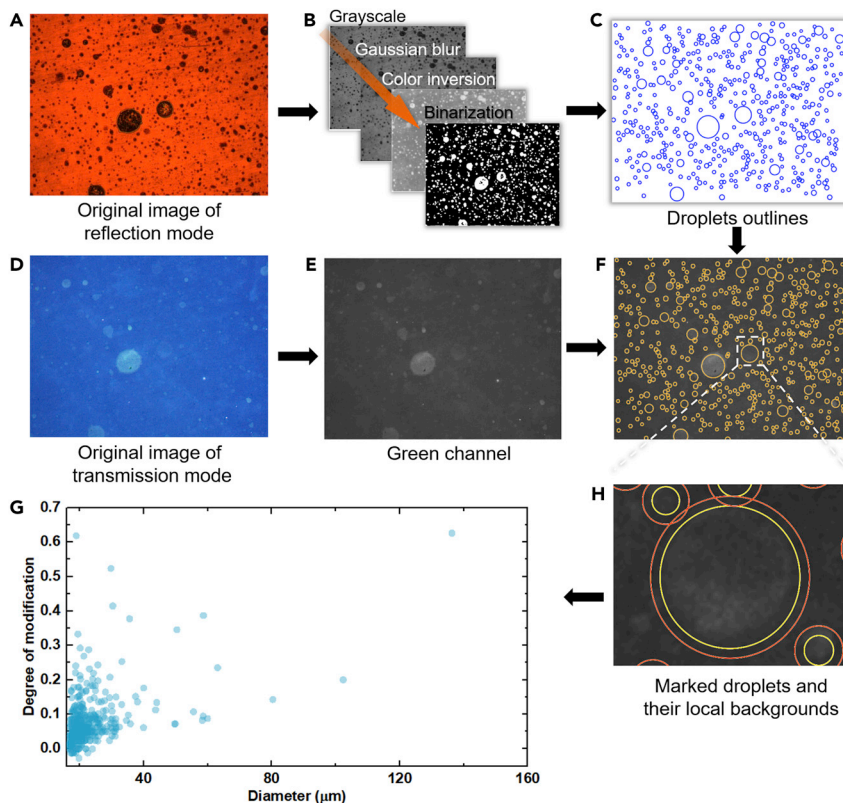 A
Original image of
reflection mode
B
Grayscale
Gaussian blur
Color inversion
Binarization
C
Droplets outlines
D
Original image of
transmission mode
E
Green channel
F
G
Degree of modification
0.7
0.6
0.5
0.4
0.3
0.2
0.1
0.0
40
80
120
160
Diameter (μm)
H
Marked droplets and
their local backgrounds